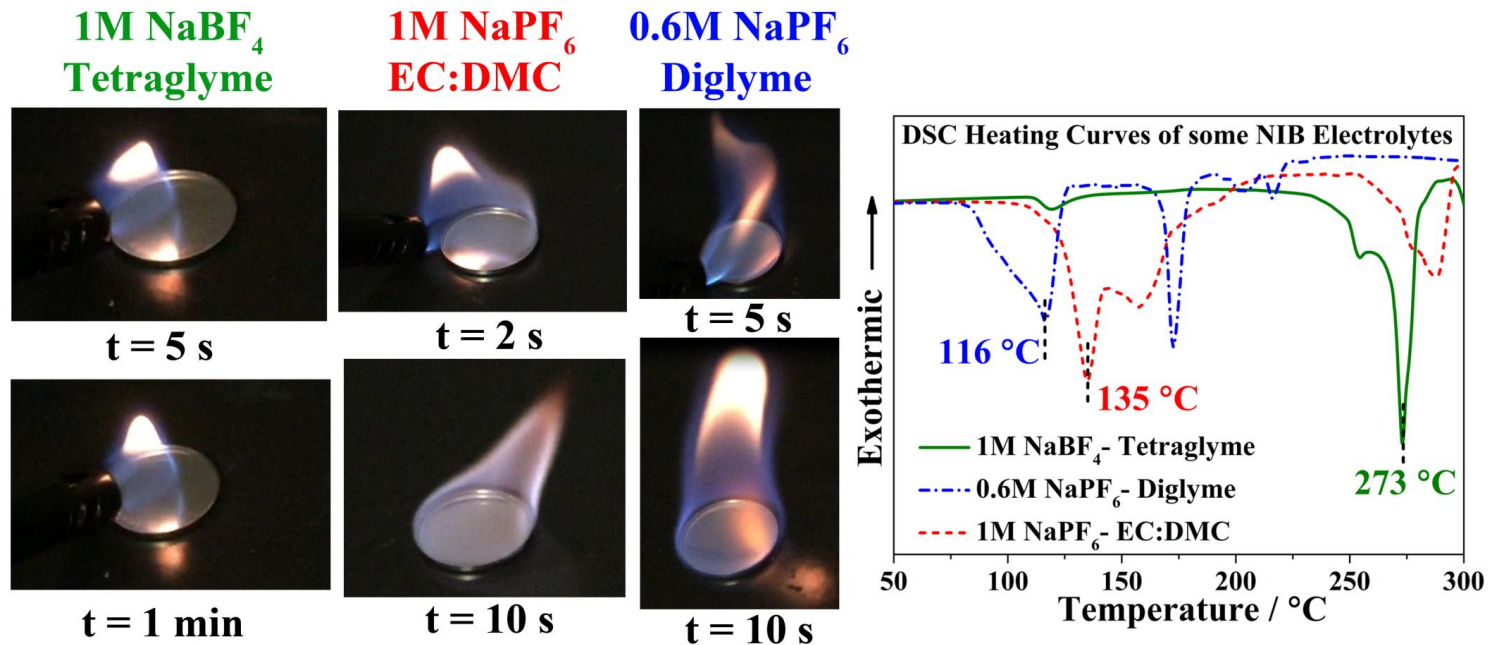 1M NaBF₄
Tetraglyme
1M NaPF₆
EC:DMC
0.6M NaPF₆
Diglyme
t = 5 s
t = 2 s
t = 5 s
t = 1 min
t = 10 s
t = 10 s
DSC Heating Curves of some NIB Electrolytes
Exothermic
116 °C
135 °C
273 °C
1M NaBF₄- Tetraglyme
0.6M NaPF₆- Diglyme
1M NaPF₆- EC:DMC
50 100 150 200 250 300
Temperature / °C